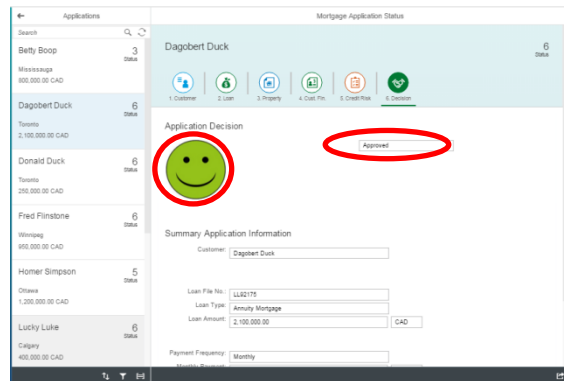 Applications
Mortgage Application Status
Search
Betty Boop 3
Status
Mississauga
900,000.00 CAD
Dagobert Duck 6
Status
Toronto
2,100,000.00 CAD
Donald Duck 6
Status
Toronto
250,000.00 CAD
Fred Flinstone 6
Status
Winnipeg
950,000.00 CAD
Homer Simpson 5
Status
Ottawa
1,200,000.00 CAD
Lucky Luke 6
Status
Calgary
400,000.00 CAD
Dagobert Duck 6
Status
1. Customer 2. Loan 3. Property 4. Cust. Fin. 5. Credit Risk 6. Decision
Application Decision
Approved
Summary Application Information
Customer: Dagobert Duck
Loan File No.: LL92175
Loan Type: Annuity Mortgage
Loan Amount: 2,100,000.00 CAD
Payment Frequency: Monthly
Monthly Payment: